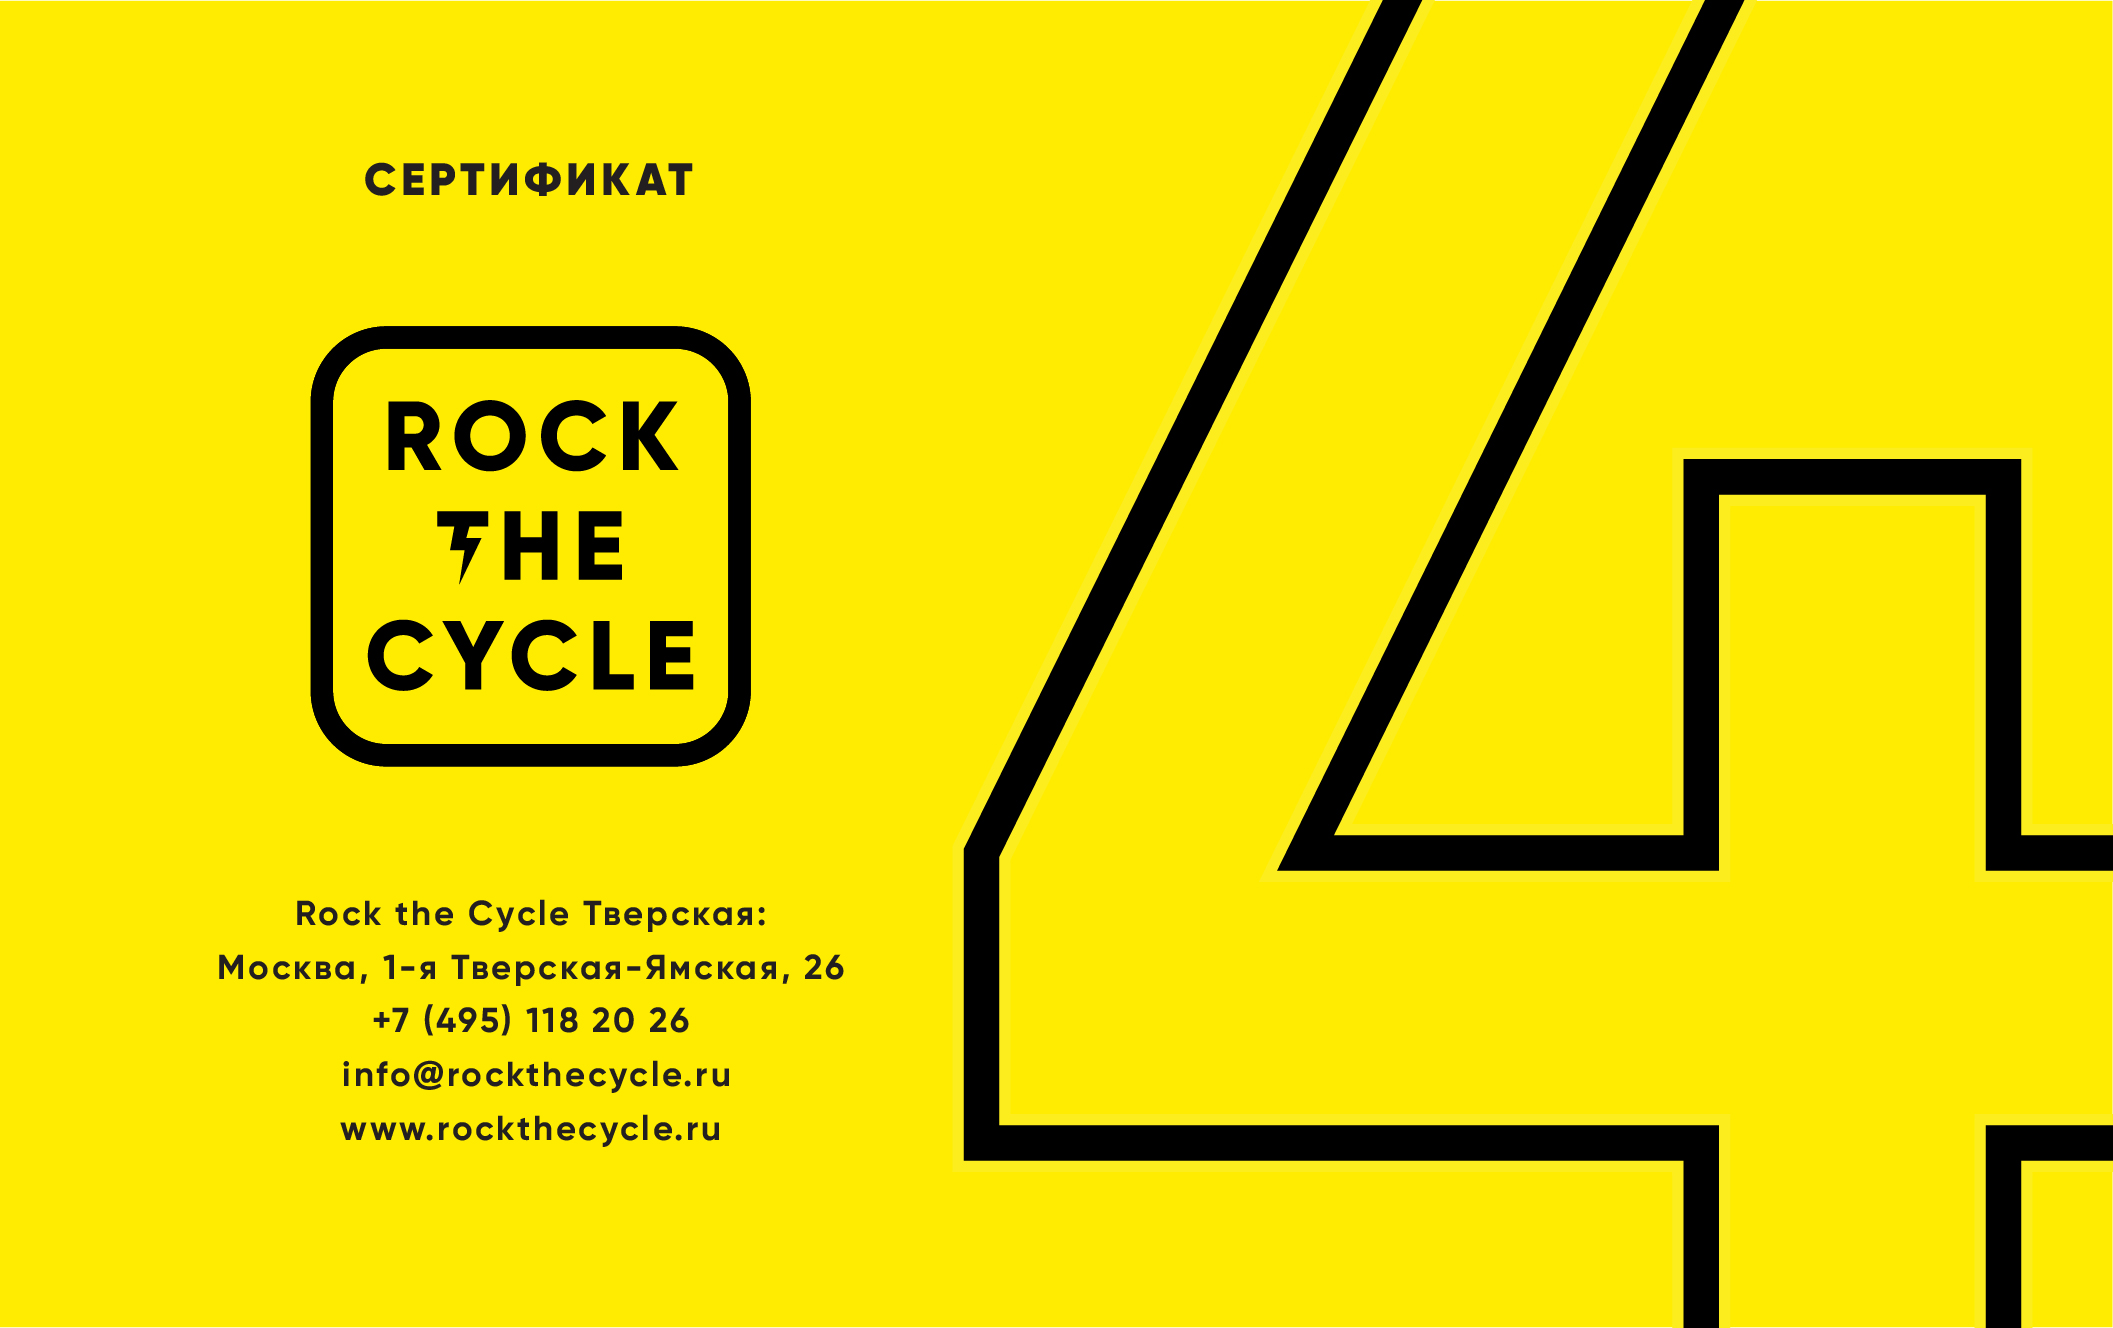 СЕРТИФИКАТ
ROCK
THE
CYCLE
Rock the Cycle Тверская:
Москва, 1-я Тверская-Ямская, 26
+7 (495) 118 20 26
info@rockthecycle.ru
www.rockthecycle.ru
4